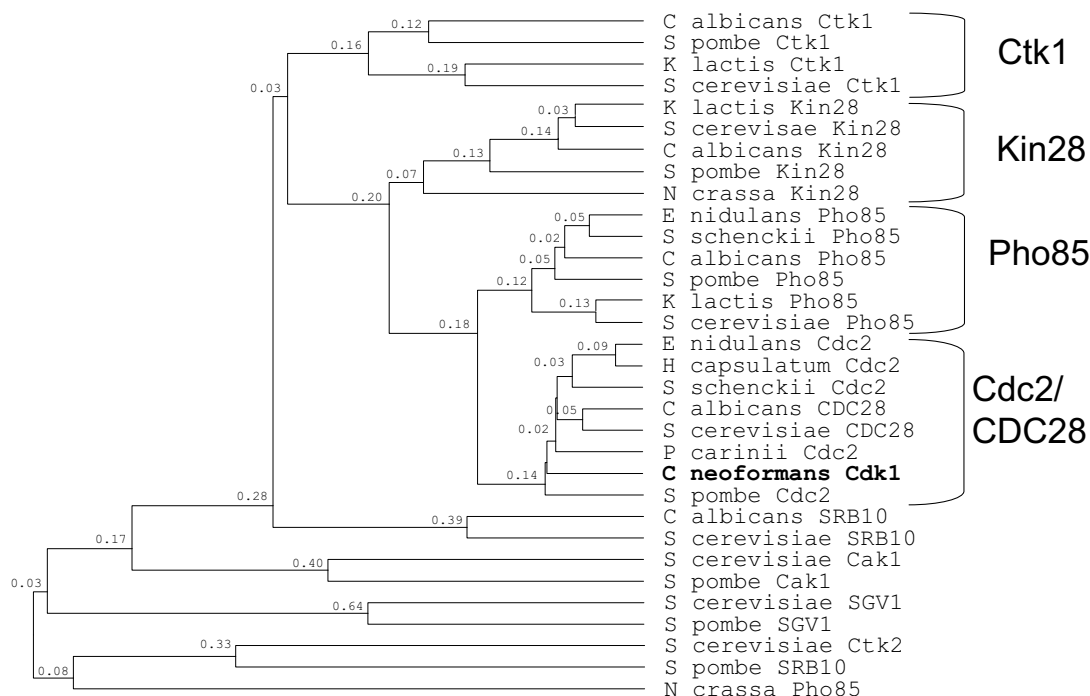 0.12
C albicans Ctk1
0.16
S pombe Ctk1
Ctk1
K lactis Ctk1
0.19
S cerevisiae Ctk1
0.03
K lactis Kin28
0.03
S cerevisae Kin28
0.14
C albicans Kin28
Kin28
0.13
S pombe Kin28
0.07
N crassa Kin28
0.20
E nidulans Pho85
0.05
S schenckii Pho85
0.02
C albicans Pho85
Pho85
0.05
S pombe Pho85
0.12
K lactis Pho85
0.13
S cerevisiae Pho85
0.18
E nidulans Cdc2
0.09
H capsulatum Cdc2
0.03
S schenckii Cdc2
Cdc2/
CDC28
C albicans CDC28
0.05
S cerevisiae CDC28
0.02
P carinii Cdc2
C neoformans Cdk1
0.14
S pombe Cdc2
0.28
C albicans SRB10
0.39
S cerevisiae SRB10
0.17
S cerevisiae Cak1
0.40
S pombe Cak1
0.03
S cerevisiae SGV1
0.64
S pombe SGV1
S cerevisiae Ctk2
0.33
S pombe SRB10
0.08
N crassa Pho85